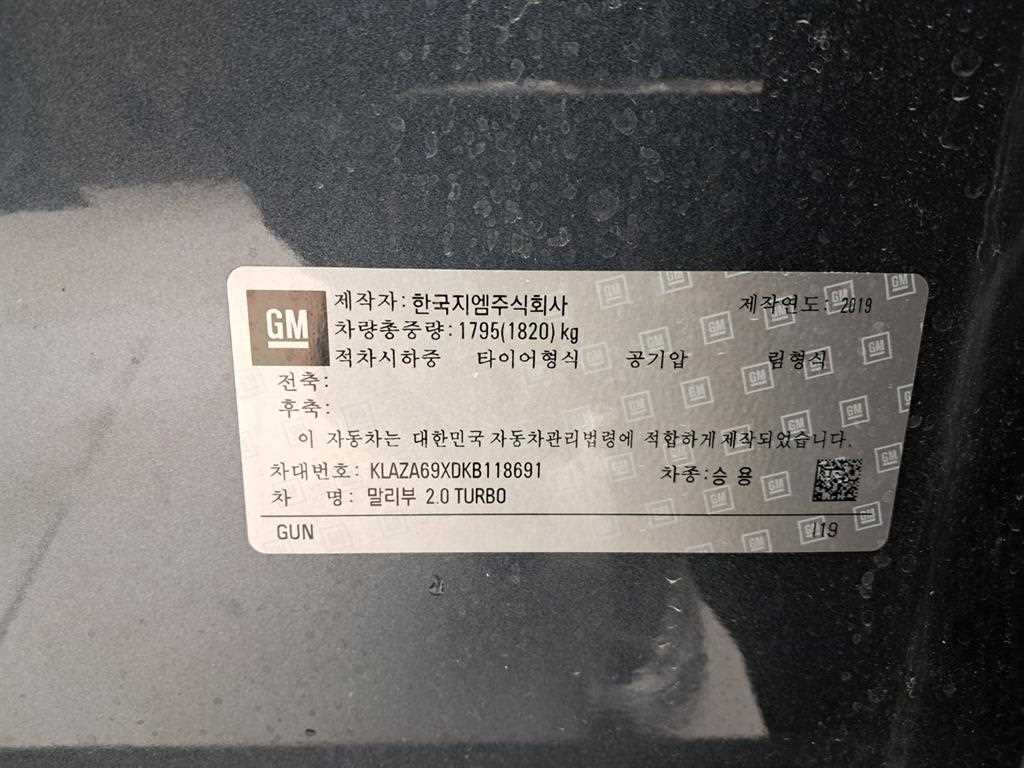 GM
제작자: 한국지엠주식회사 제작연도: 2019
차량총중량: 1795(1820) kg
적차시하중 타이어형식 공기압 림형식
전축:
후축:
이 자동차는 대한민국 자동차관리법령에 적합하게 제작되었습니다.
차대번호: KLAZA69XDKB118691 차종: 승 용
차 명: 말리부 2.0 TURBO
GUN /19